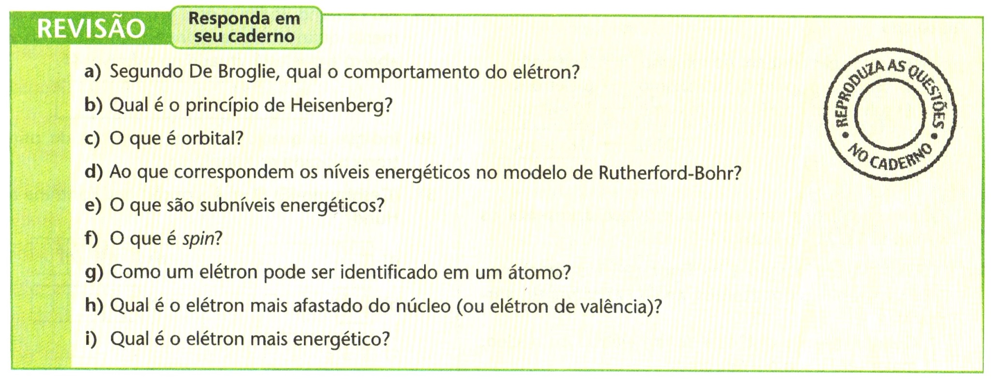 REVISÃO
Responda em
seu caderno
a) Segundo De Broglie, qual o comportamento do elétron?
b) Qual é o princípio de Heisenberg?
c) O que é orbital?
d) Ao que correspondem os níveis energéticos no modelo de Rutherford-Bohr?
e) O que são subníveis energéticos?
f) O que é spin?
g) Como um elétron pode ser identificado em um átomo?
h) Qual é o elétron mais afastado do núcleo (ou elétron de valência)?
i) Qual é o elétron mais energético?
REPRODUZA AS QUESTÕES
• NO CADERNO •